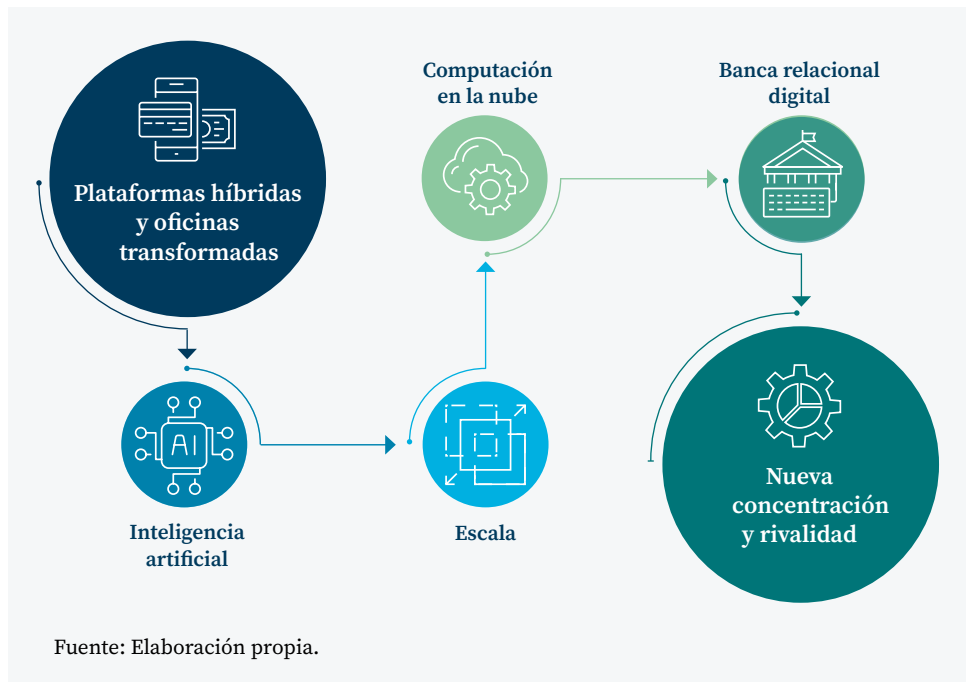 Plataformas híbridas
y oficinas
transformadas
AI
Inteligencia
artificial
Escala
Computación
en la nube
Banca relacional
digital
Nueva
concentración
y rivalidad
Fuente: Elaboración propia.